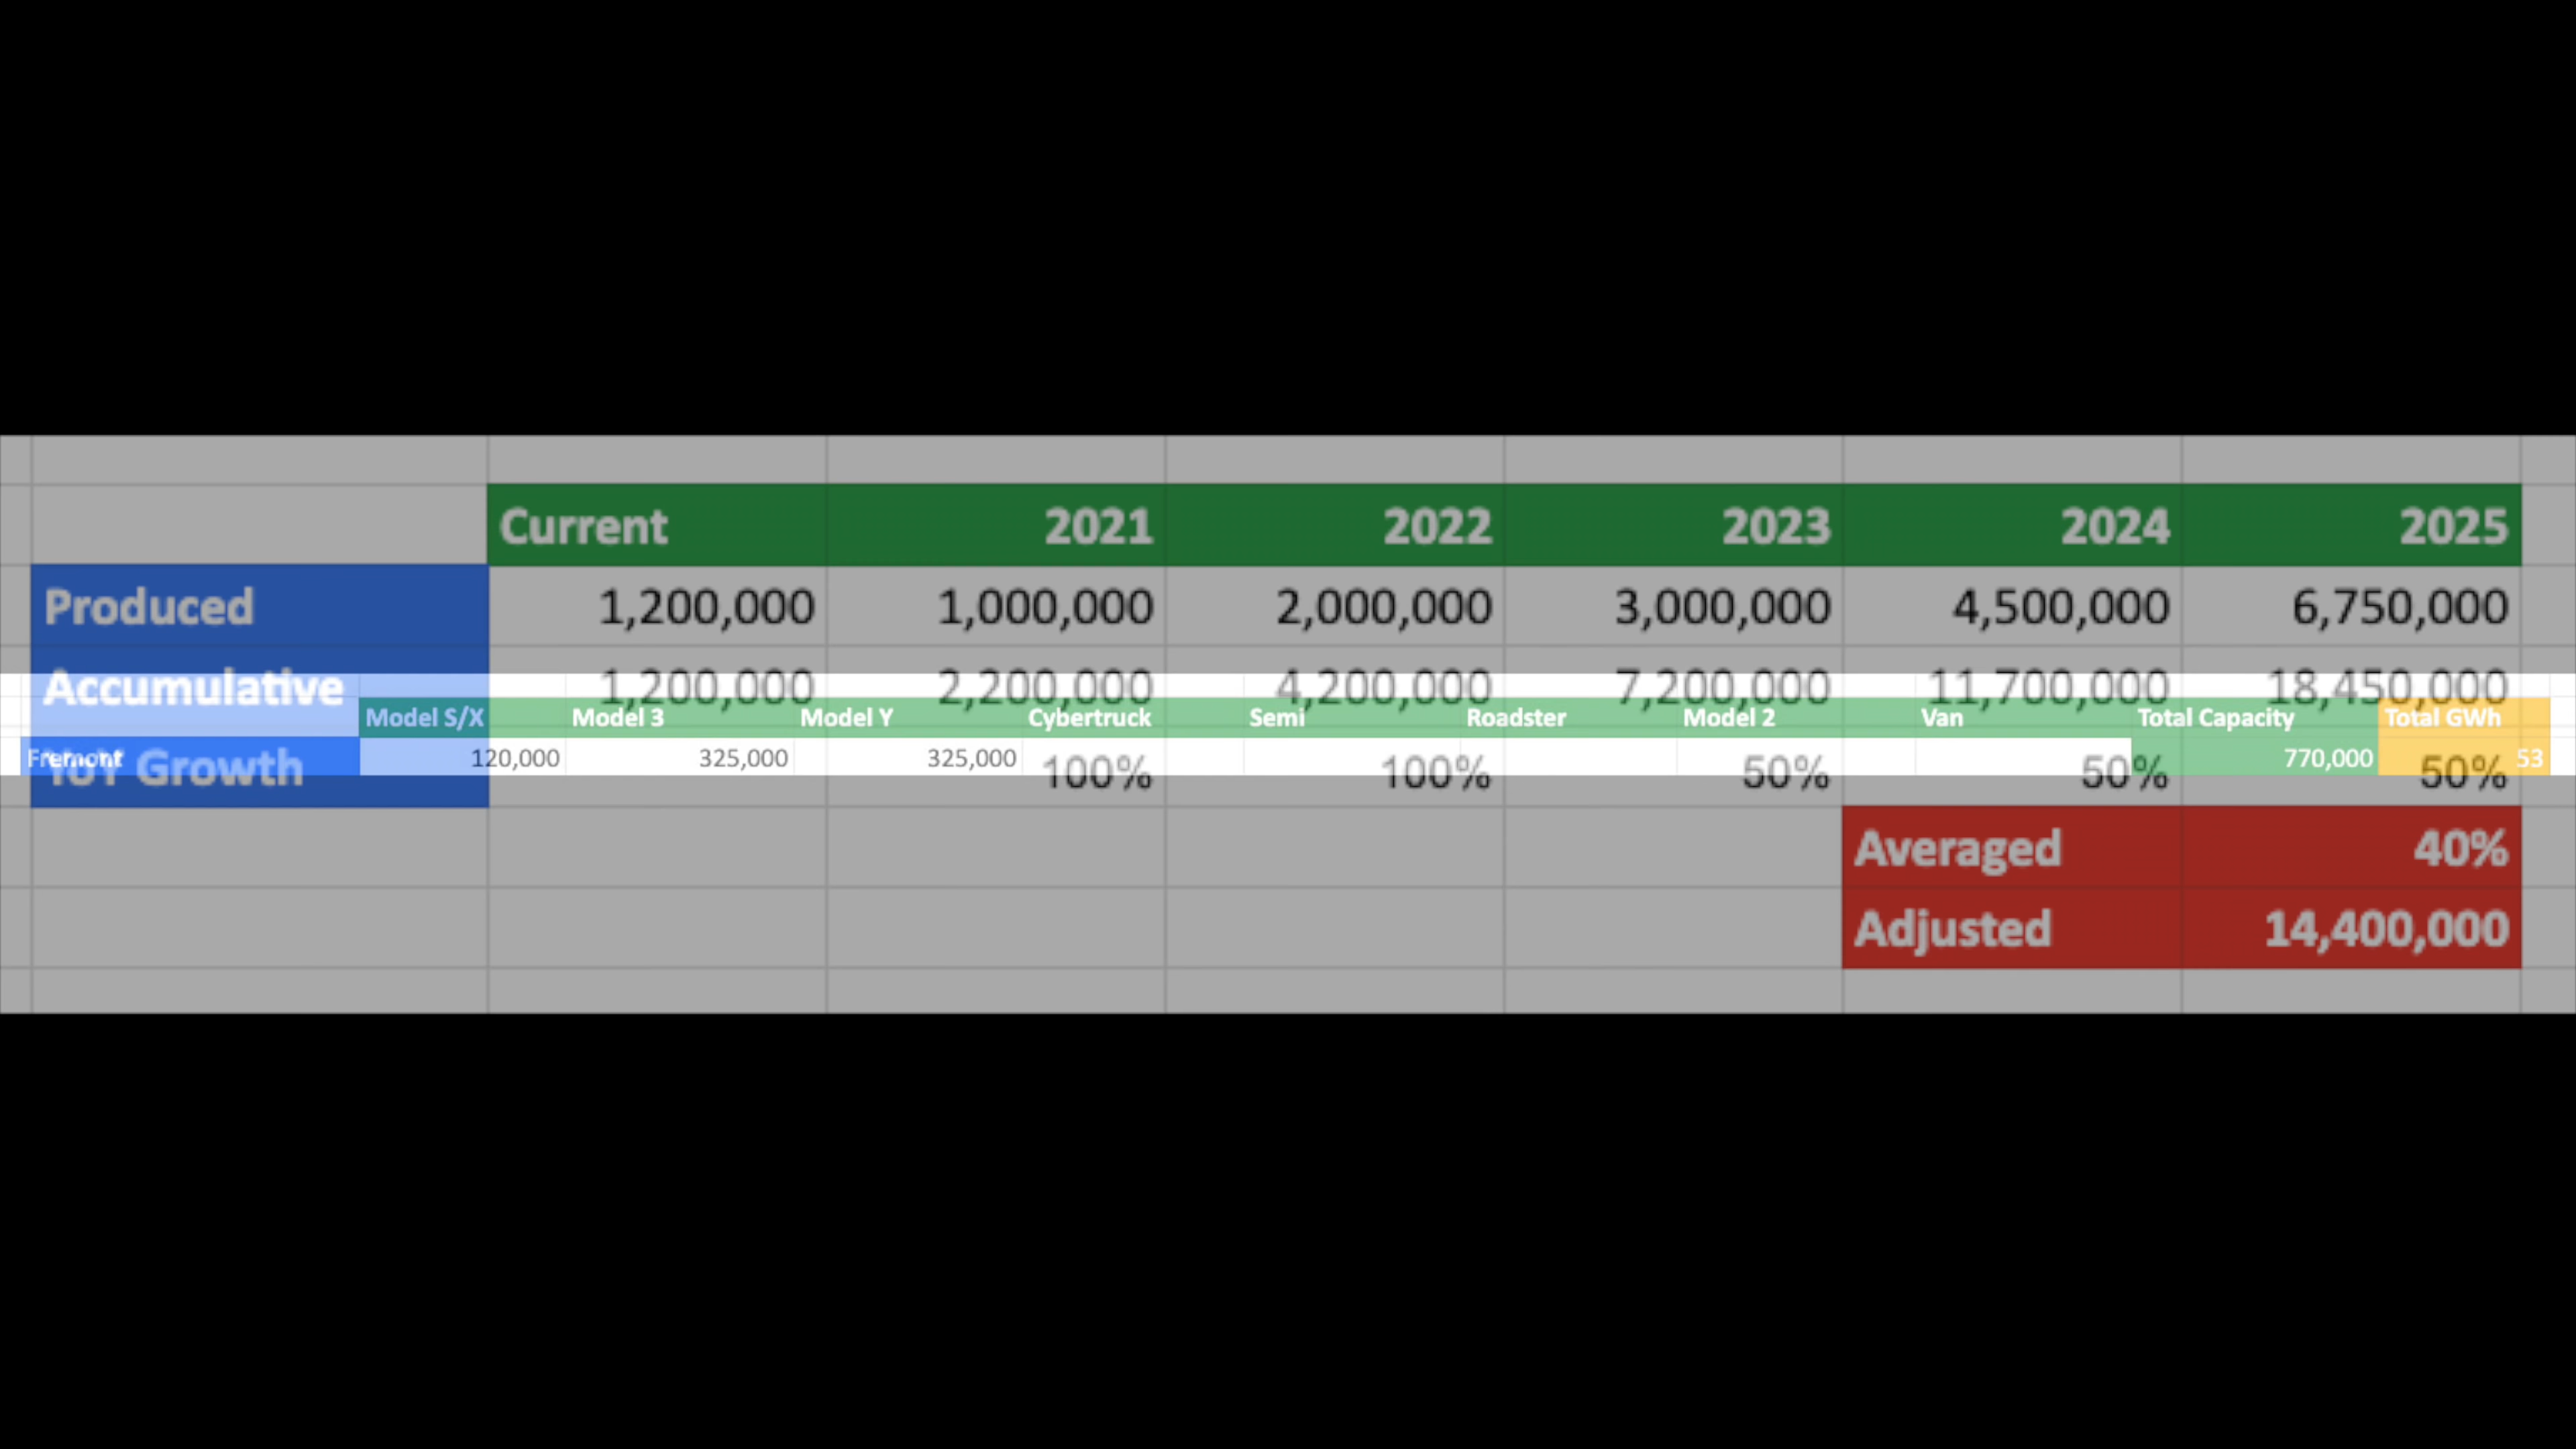 Current 2021 2022 2023 2024 2025
Produced 1,200,000 1,000,000 2,000,000 3,000,000 4,500,000 6,750,000
Accumulative 1,200,000 2,200,000 4,200,000 7,200,000 11,700,000 18,450,000
Model S/X Model 3 Model Y Cybertruck Semi Roadster Model 2 Van Total Capacity Total GWh
Fremont 120,000 325,000 325,000 770,000 53
YoY Growth 100% 100% 50% 50% 50%
Averaged 40%
Adjusted 14,400,000